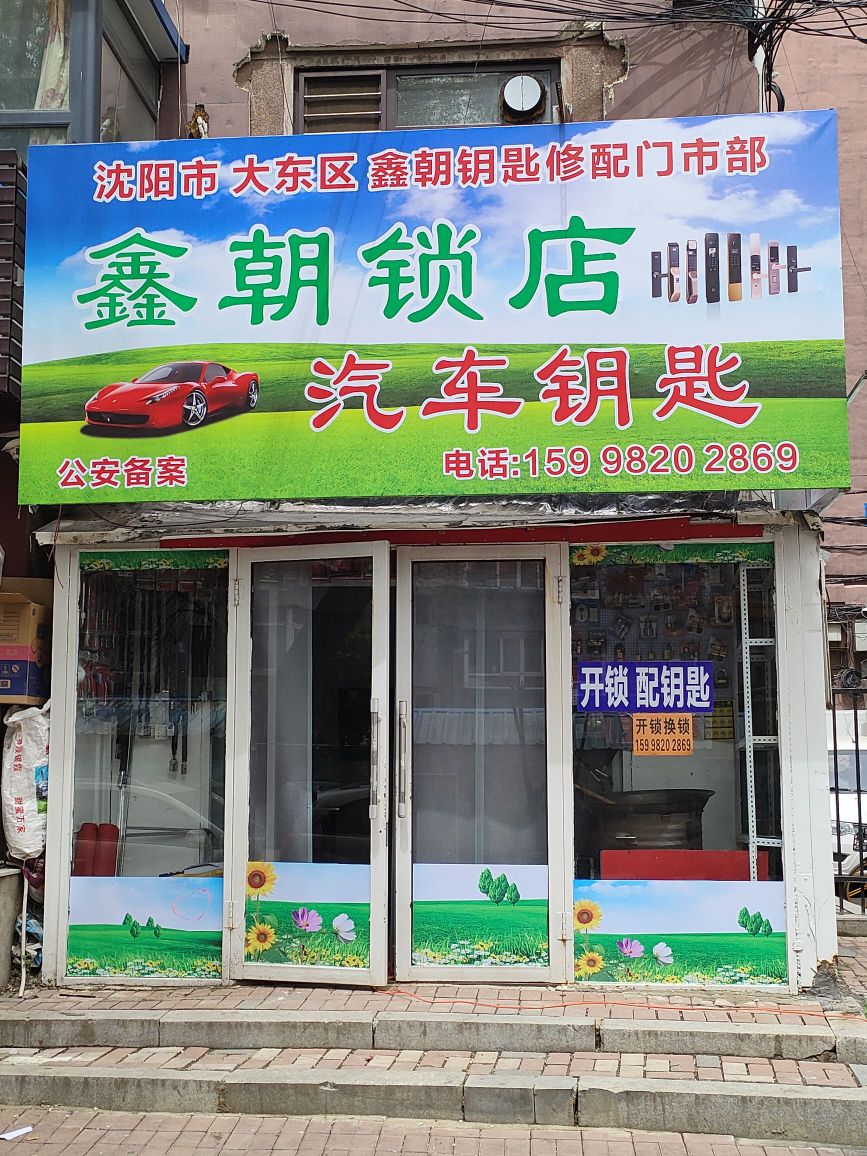 沈阳市 大东区 鑫朝钥匙修配门市部
鑫朝锁店
汽车钥匙
公安备案
电话:159 9820 2869
开锁 配钥匙
开锁换锁
159 9820 2869